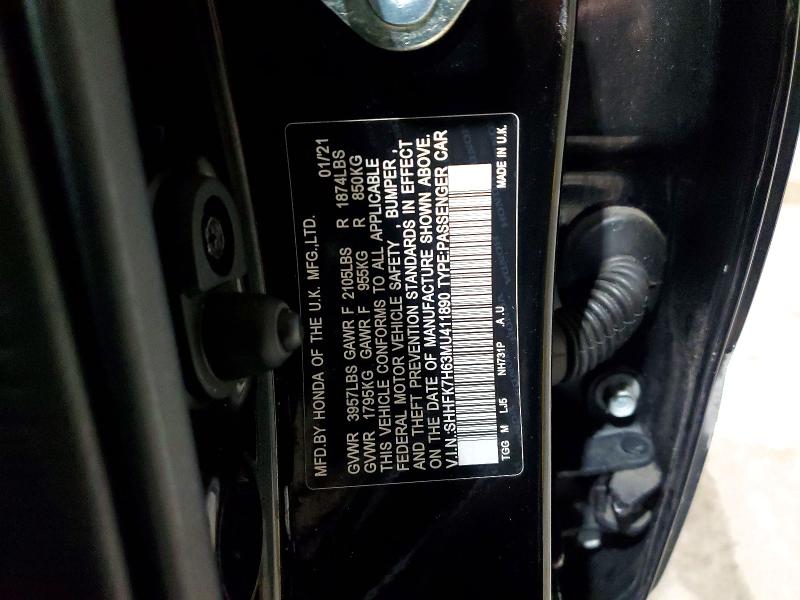 MFD.BY HONDA OF THE U.K. MFG.,LTD. 01/'21
GVWR 3957LBS GAWR F 2105LBS R 1874LBS
GVWR 1795KG GAWR F 955KG R 850KG
THIS VEHICLE CONFORMS TO ALL APPLICABLE
FEDERAL MOTOR VEHICLE SAFETY , BUMPER ,
AND THEFT PREVENTION STANDARDS IN EFFECT
ON THE DATE OF MANUFACTURE SHOWN ABOVE.
V.I.N.:SHHFK7H63MU411890 TYPE:PASSENGER CAR
TGG M LJ5 NH731P .A .U MADE IN U.K.